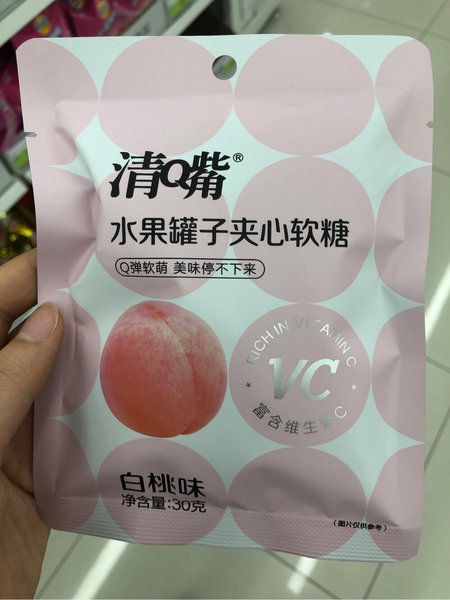 清Q嘴®
水果罐子夹心软糖
Q弹软萌 美味停不下来
RICH IN VITAMIN C
VC
富含维生素C
白桃味
净含量:30克
(图片仅供参考)